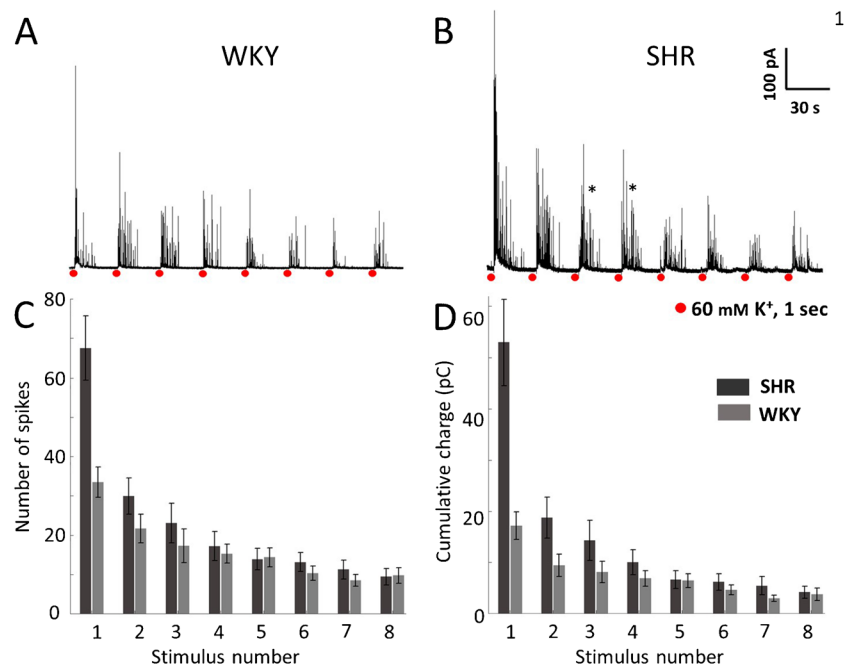 1
A
WKY
B
SHR
100 pA
30 s
*
*
C
80
60
40
20
0
Number of spikes
1 2 3 4 5 6 7 8
Stimulus number
D
60 mM K⁺, 1 sec
60
40
20
0
Cumulative charge (pC)
SHR
WKY
1 2 3 4 5 6 7 8
Stimulus number